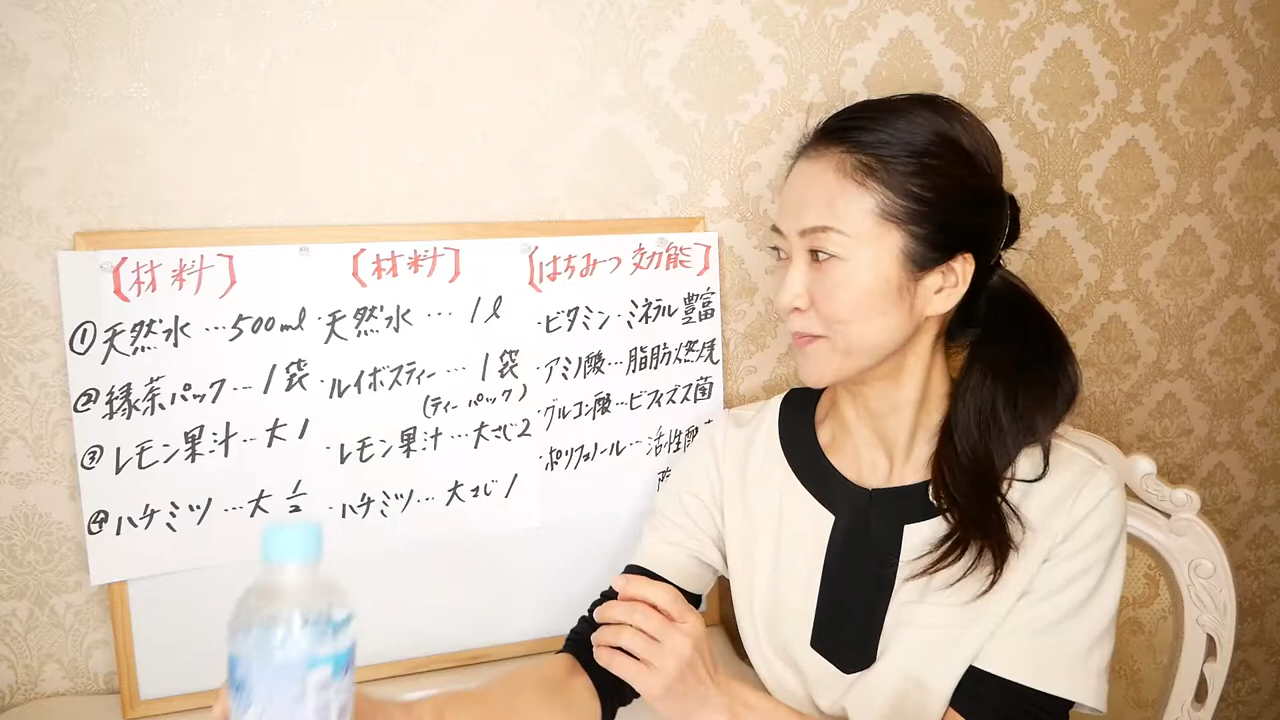 【材料】
①天然水…500ml
②緑茶パック…1袋
③レモン果汁…大1
④ハチミツ…大1/2
【材料】
・天然水…1ℓ
・ルイボスティー…1袋
(ティーパック)
・レモン果汁…大さじ2
・ハチミツ…大さじ1
【はちみつ効能】
・ビタミン・ミネラル豊富
・アミノ酸…脂肪燃焼
・グルコン酸…ビフィズス菌
・ポリフェノール…活性酸